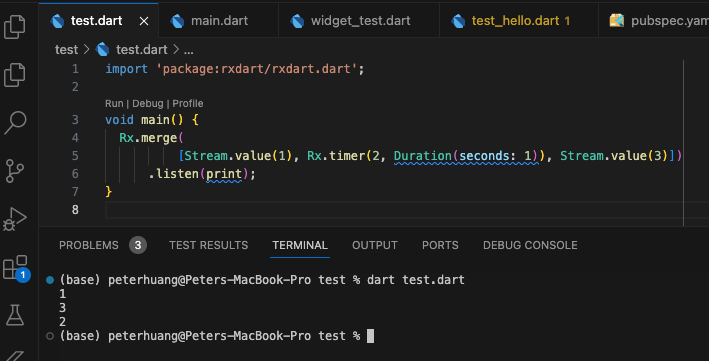 test.dart main.dart widget_test.dart test_hello.dart 1 pubspec.yam
test > test.dart > ...
1 import 'package:rxdart/rxdart.dart';
2
Run | Debug | Profile
3 void main() {
4 Rx.merge(
5 [Stream.value(1), Rx.timer(2, Duration(seconds: 1)), Stream.value(3)])
6 .listen(print);
7 }
8
PROBLEMS 3 TEST RESULTS TERMINAL OUTPUT PORTS DEBUG CONSOLE
(base) peterhuang@Peters-MacBook-Pro test % dart test.dart
1
3
2
(base) peterhuang@Peters-MacBook-Pro test %
1